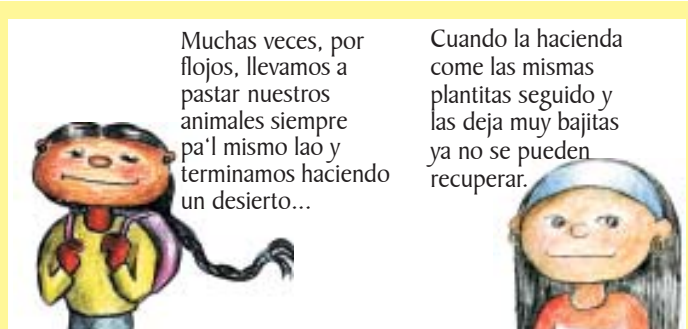 Muchas veces, por
flojos, llevamos a
pastar nuestros
animales siempre
pa‘l mismo lao y
terminamos haciendo
un desierto...
Cuando la hacienda
come las mismas
plantitas seguido y
las deja muy bajitas
ya no se pueden
recuperar.